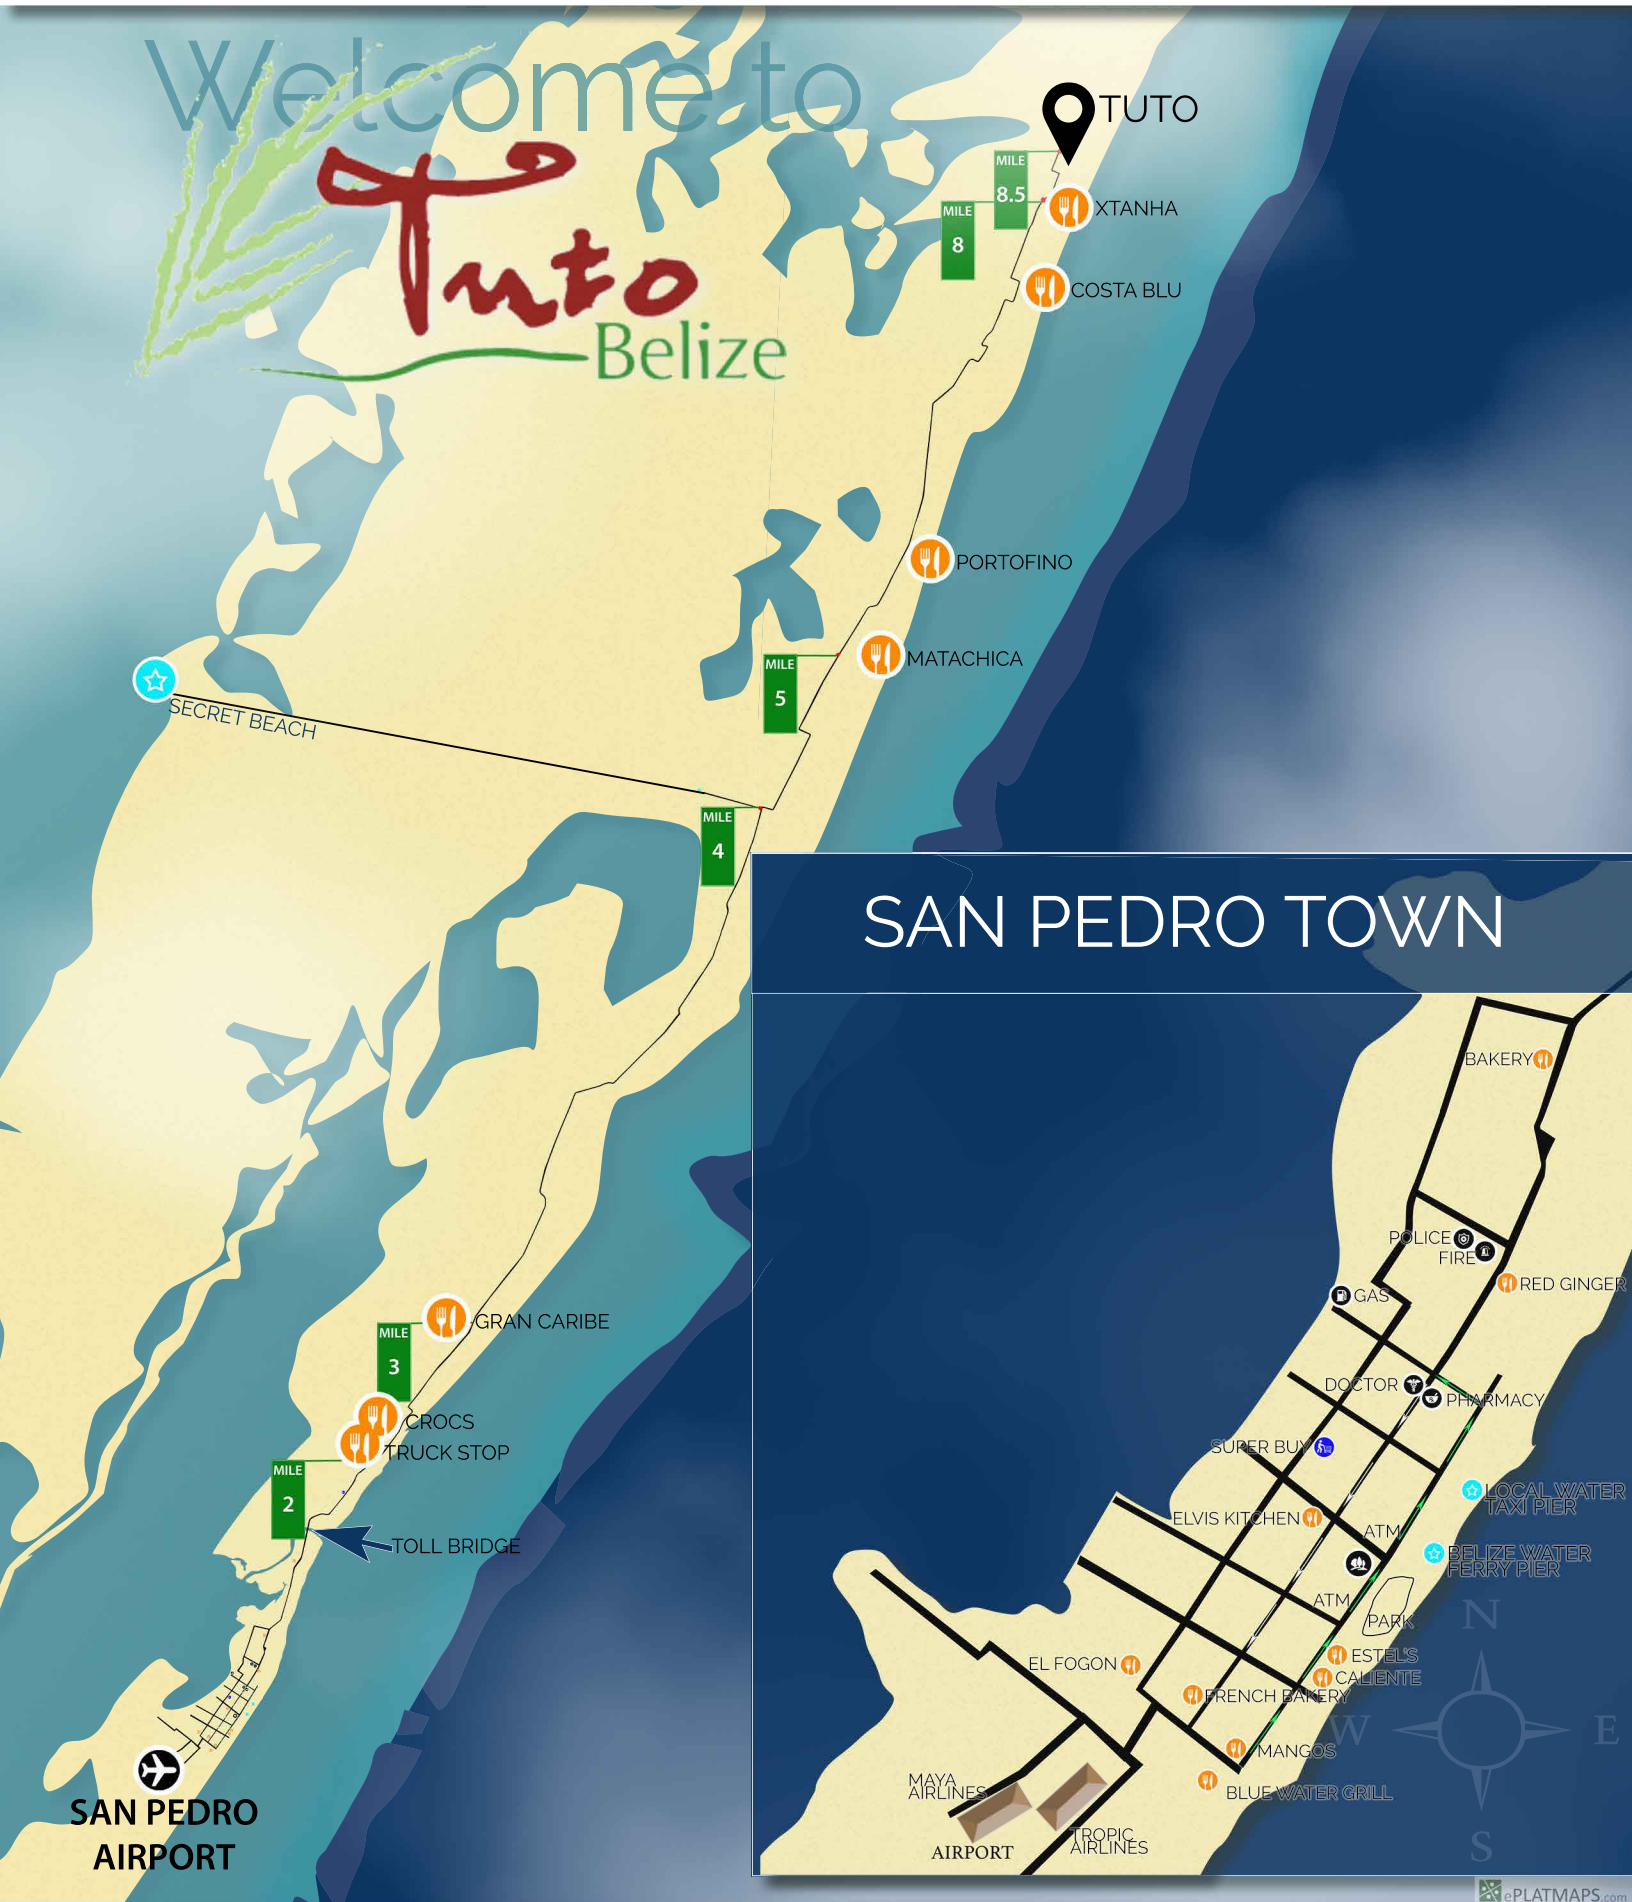 Welcome to
Tuto
Belize
TUTO
MILE
8.5
XTANHA
MILE
8
COSTA BLU
PORTOFINO
MATACHICA
MILE
5
SECRET BEACH
MILE
4
SAN PEDRO TOWN
BAKERY
POLICE
FIRE
RED GINGER
GAS
GRAN CARIBE
MILE
3
DOCTOR
PHARMACY
CROCS
TRUCK STOP
SUPER BUY
MILE
2
LOCAL WATER
TAXI PIER
ELVIS KITCHEN
ATM
TOLL BRIDGE
BELIZE WATER
FERRY PIER
ATM
PARK
N
ESTEL'S
EL FOGON
CALIENTE
FRENCH BAKERY
W
E
MANGOS
MAYA
AIRLINES
BLUE WATER GRILL
SAN PEDRO
AIRPORT
TROPIC
AIRLINES
AIRPORT
S
ePLATMAPS.com